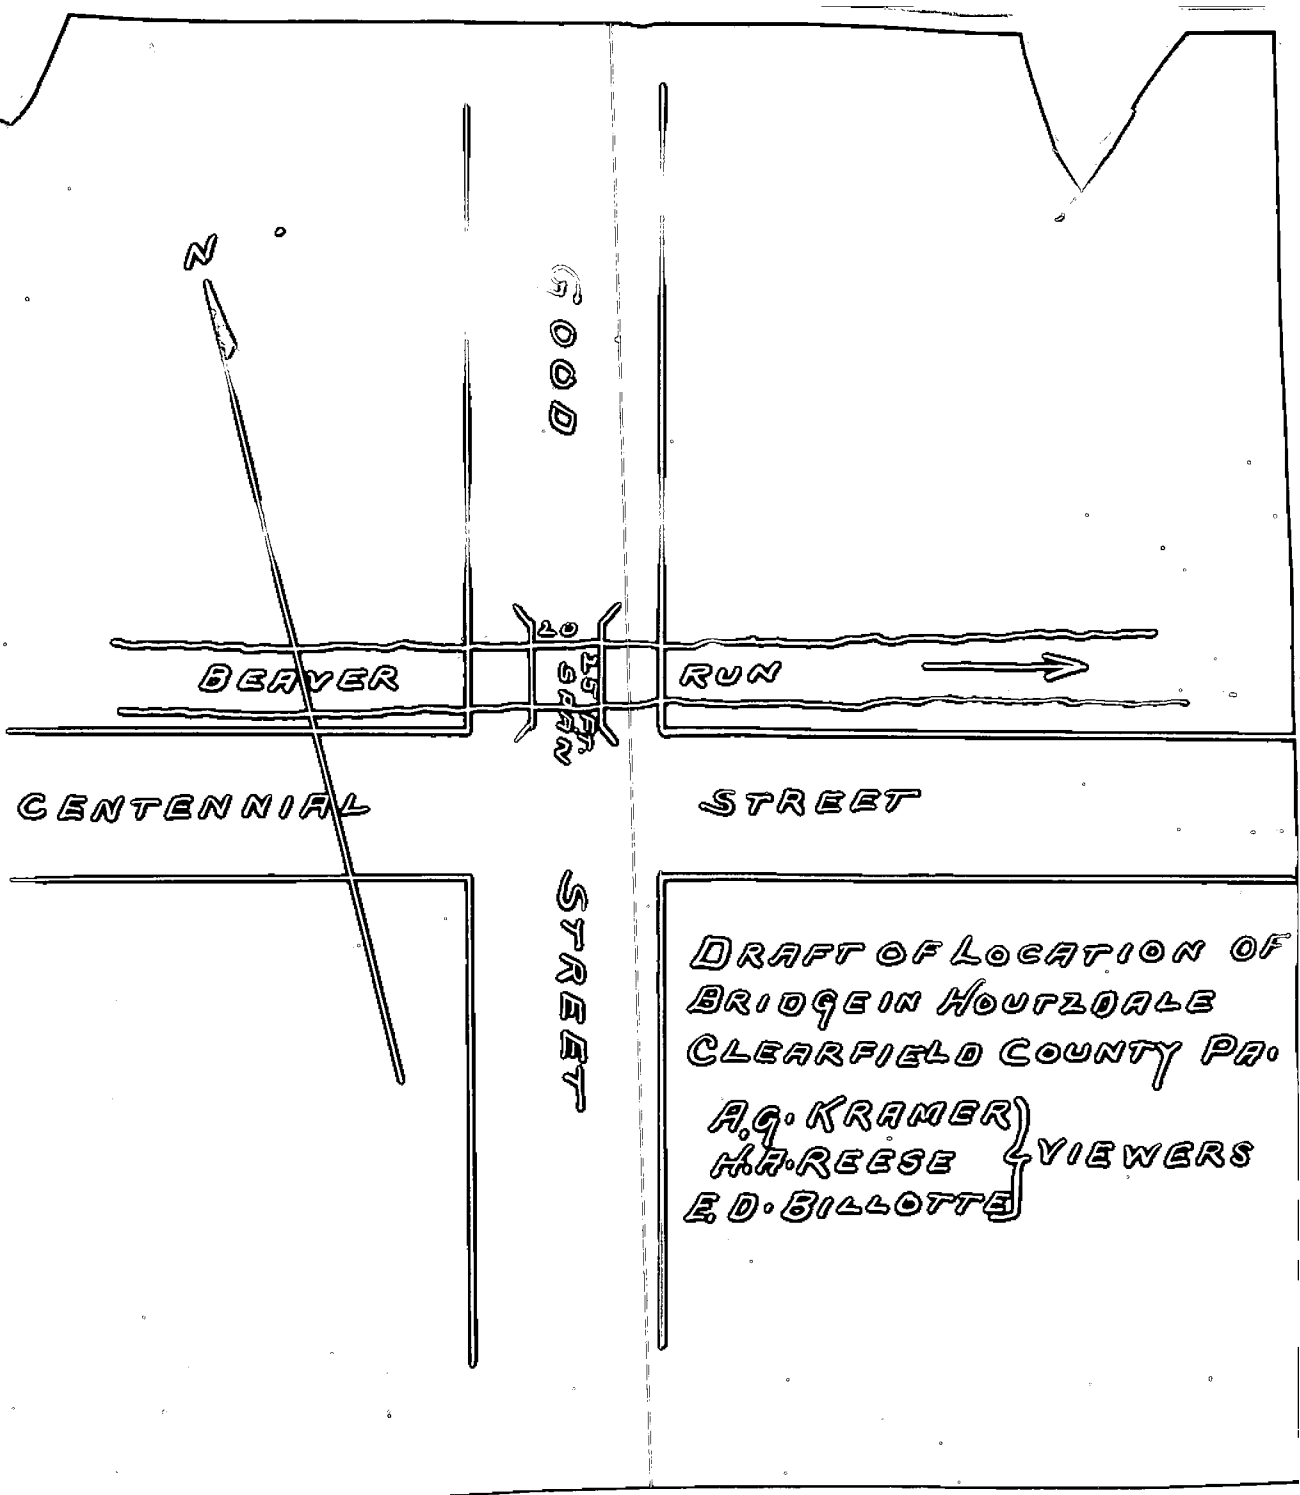 N
GOOD
20
25 FT.
SPAN
BEAVER RUN
CENTENNIAL STREET
STREET
DRAFT OF LOCATION OF
BRIDGE IN HOUTZDALE
CLEARFIELD COUNTY PA.
A.G. KRAMER
H.A. REESE
E.D. BILLOTTE
VIEWERS